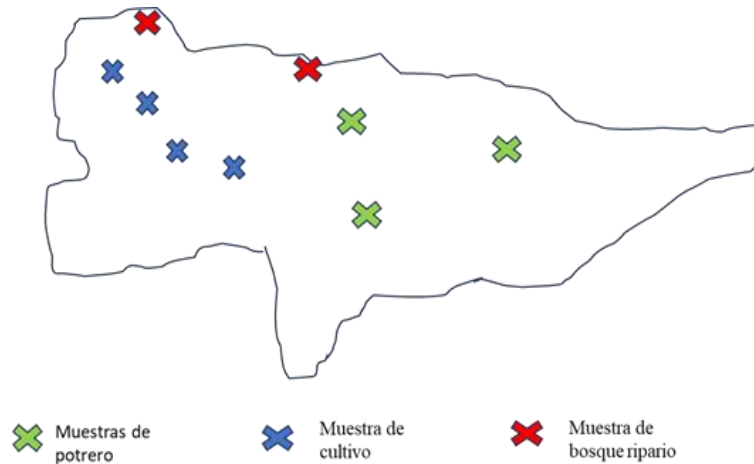 Muestras de
potrero
Muestra de
cultivo
Muestra de
bosque ripario